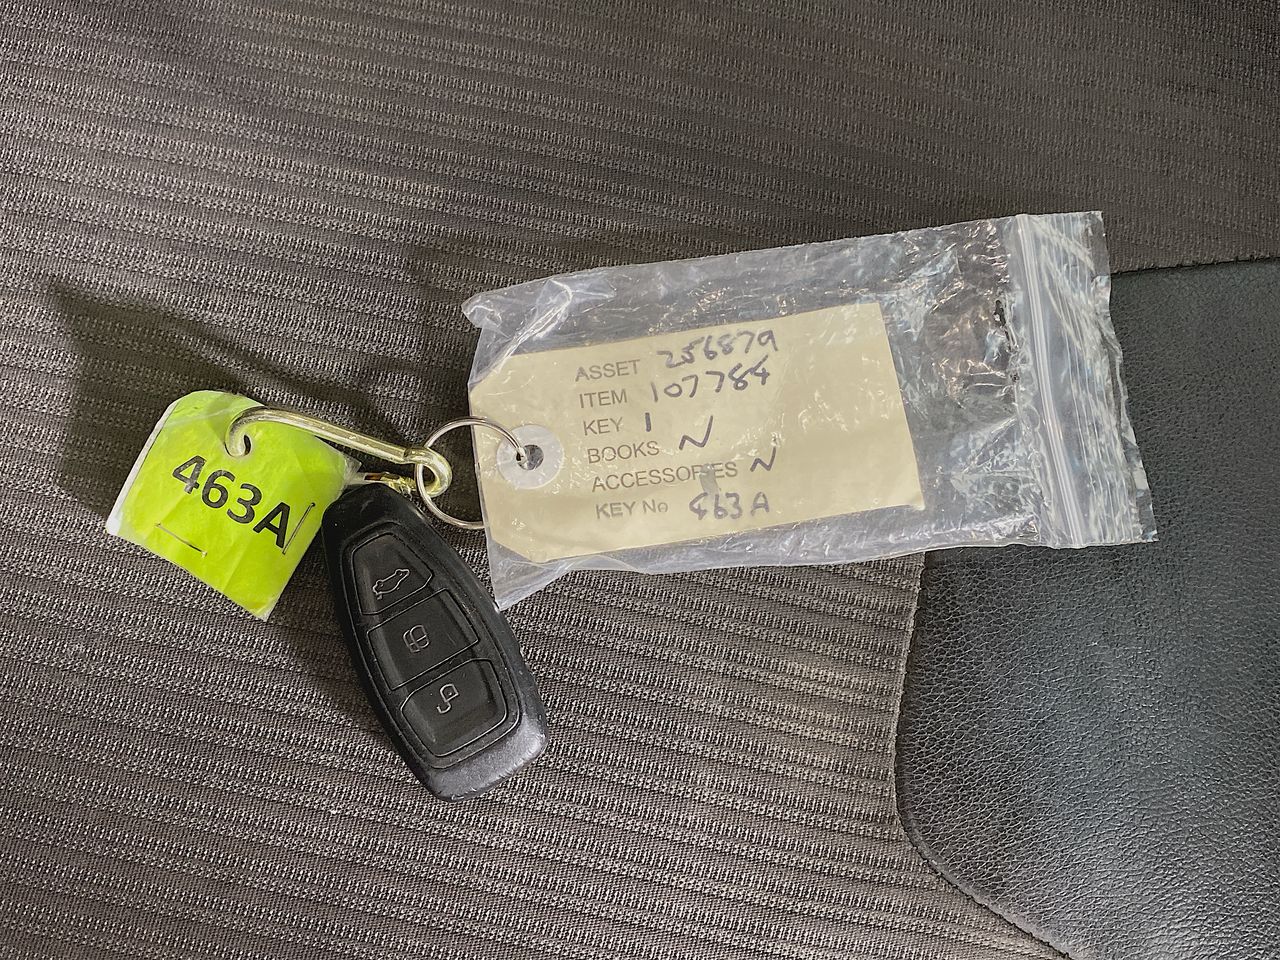 463A
ASSET 256879
ITEM 107784
KEY 1
BOOKS N
ACCESSORIES N
KEY No 463A